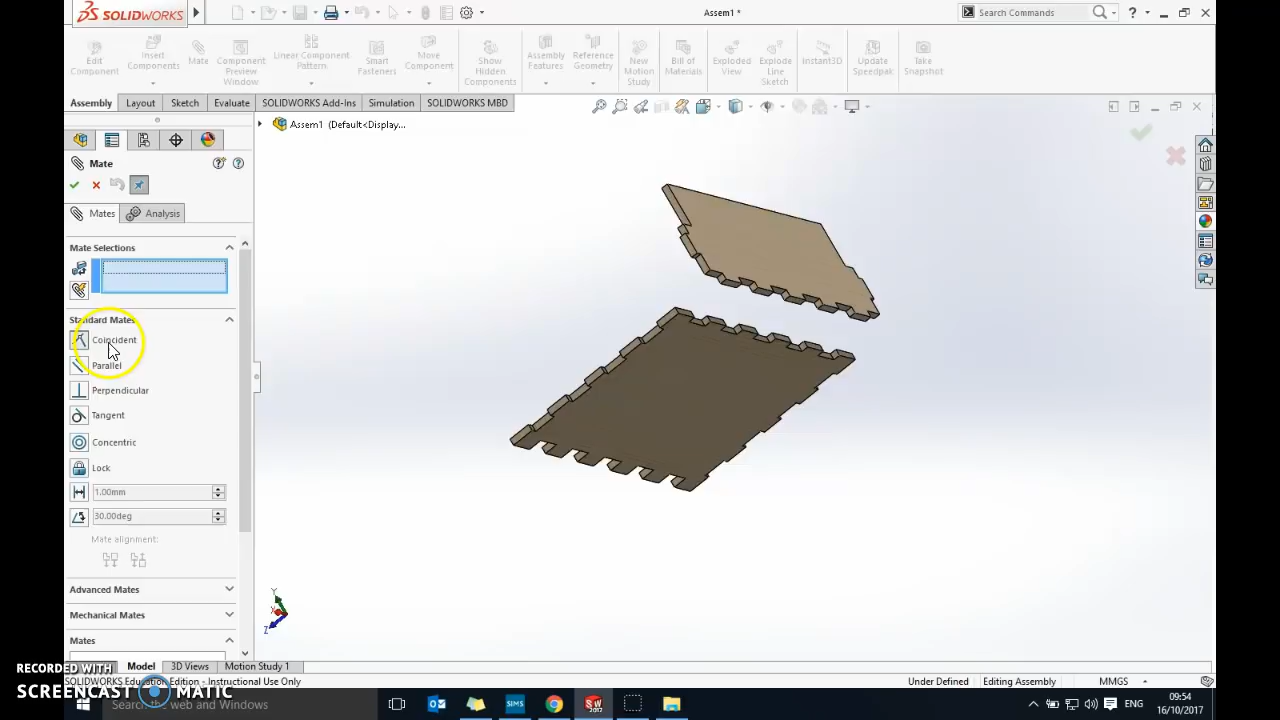 SOLIDWORKS
Assem1 *
Search Commands
?
Edit Component
Insert Components
Mate
Component Preview Window
Linear Component Pattern
Smart Fasteners
Move Component
Show Hidden Components
Assembly Features
Reference Geometry
New Motion Study
Bill of Materials
Exploded View
Explode Line Sketch
Instant3D
Update Speedpak
Take Snapshot
Assembly
Layout
Sketch
Evaluate
SOLIDWORKS Add-Ins
Simulation
SOLIDWORKS MBD
Assem1 (Default<Display...
Mate
Mates
Analysis
Mate Selections
Standard Mates
Coincident
Parallel
Perpendicular
Tangent
Concentric
Lock
1.00mm
30.00deg
Mate alignment:
Advanced Mates
Mechanical Mates
Mates
Y
X
Z
Model
3D Views
Motion Study 1
RECORDED WITH
SCREENCAST MATIC
SOLIDWORKS Education Edition - Instructional Use Only
Under Defined
Editing Assembly
MMGS
Search the web and Windows
SIMS
SW 2017
ENG
09:54
16/10/2017